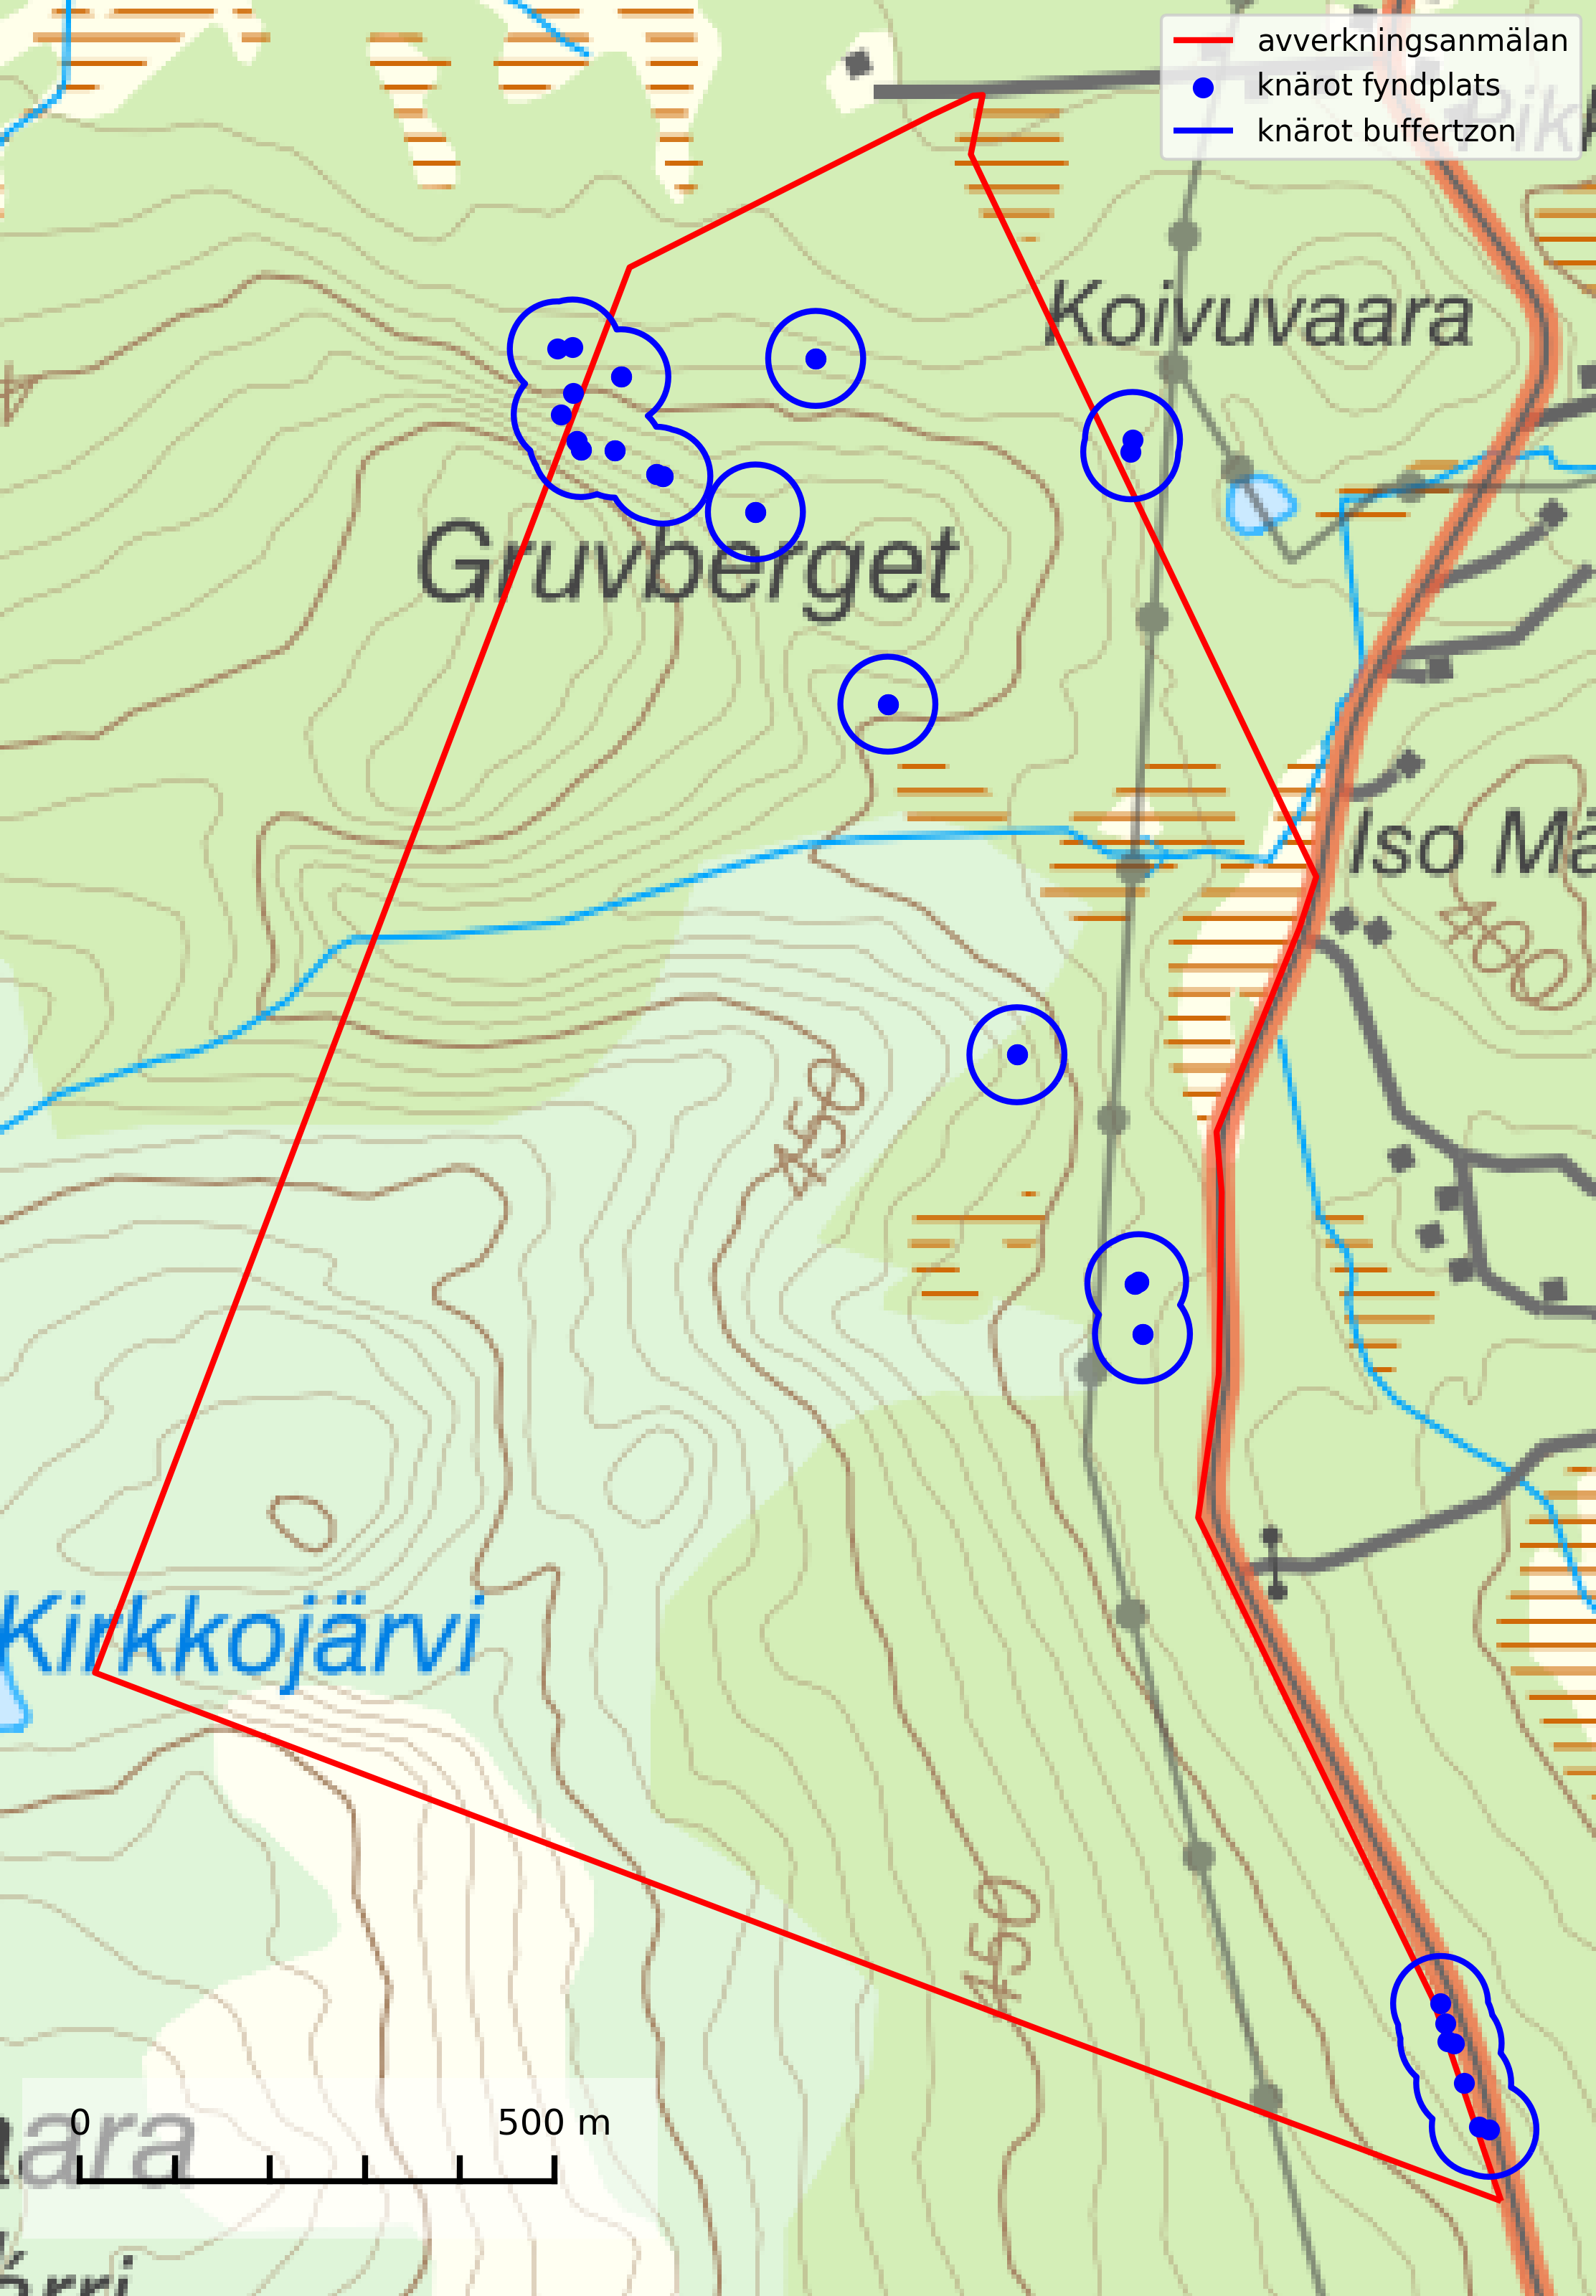 avverkningsanmälan
knärot fyndplats
knärot buffertzon
Koivuvaara
Gruvberget
Iso Mä
400
450
Kirkkojärvi
450
0 500 m